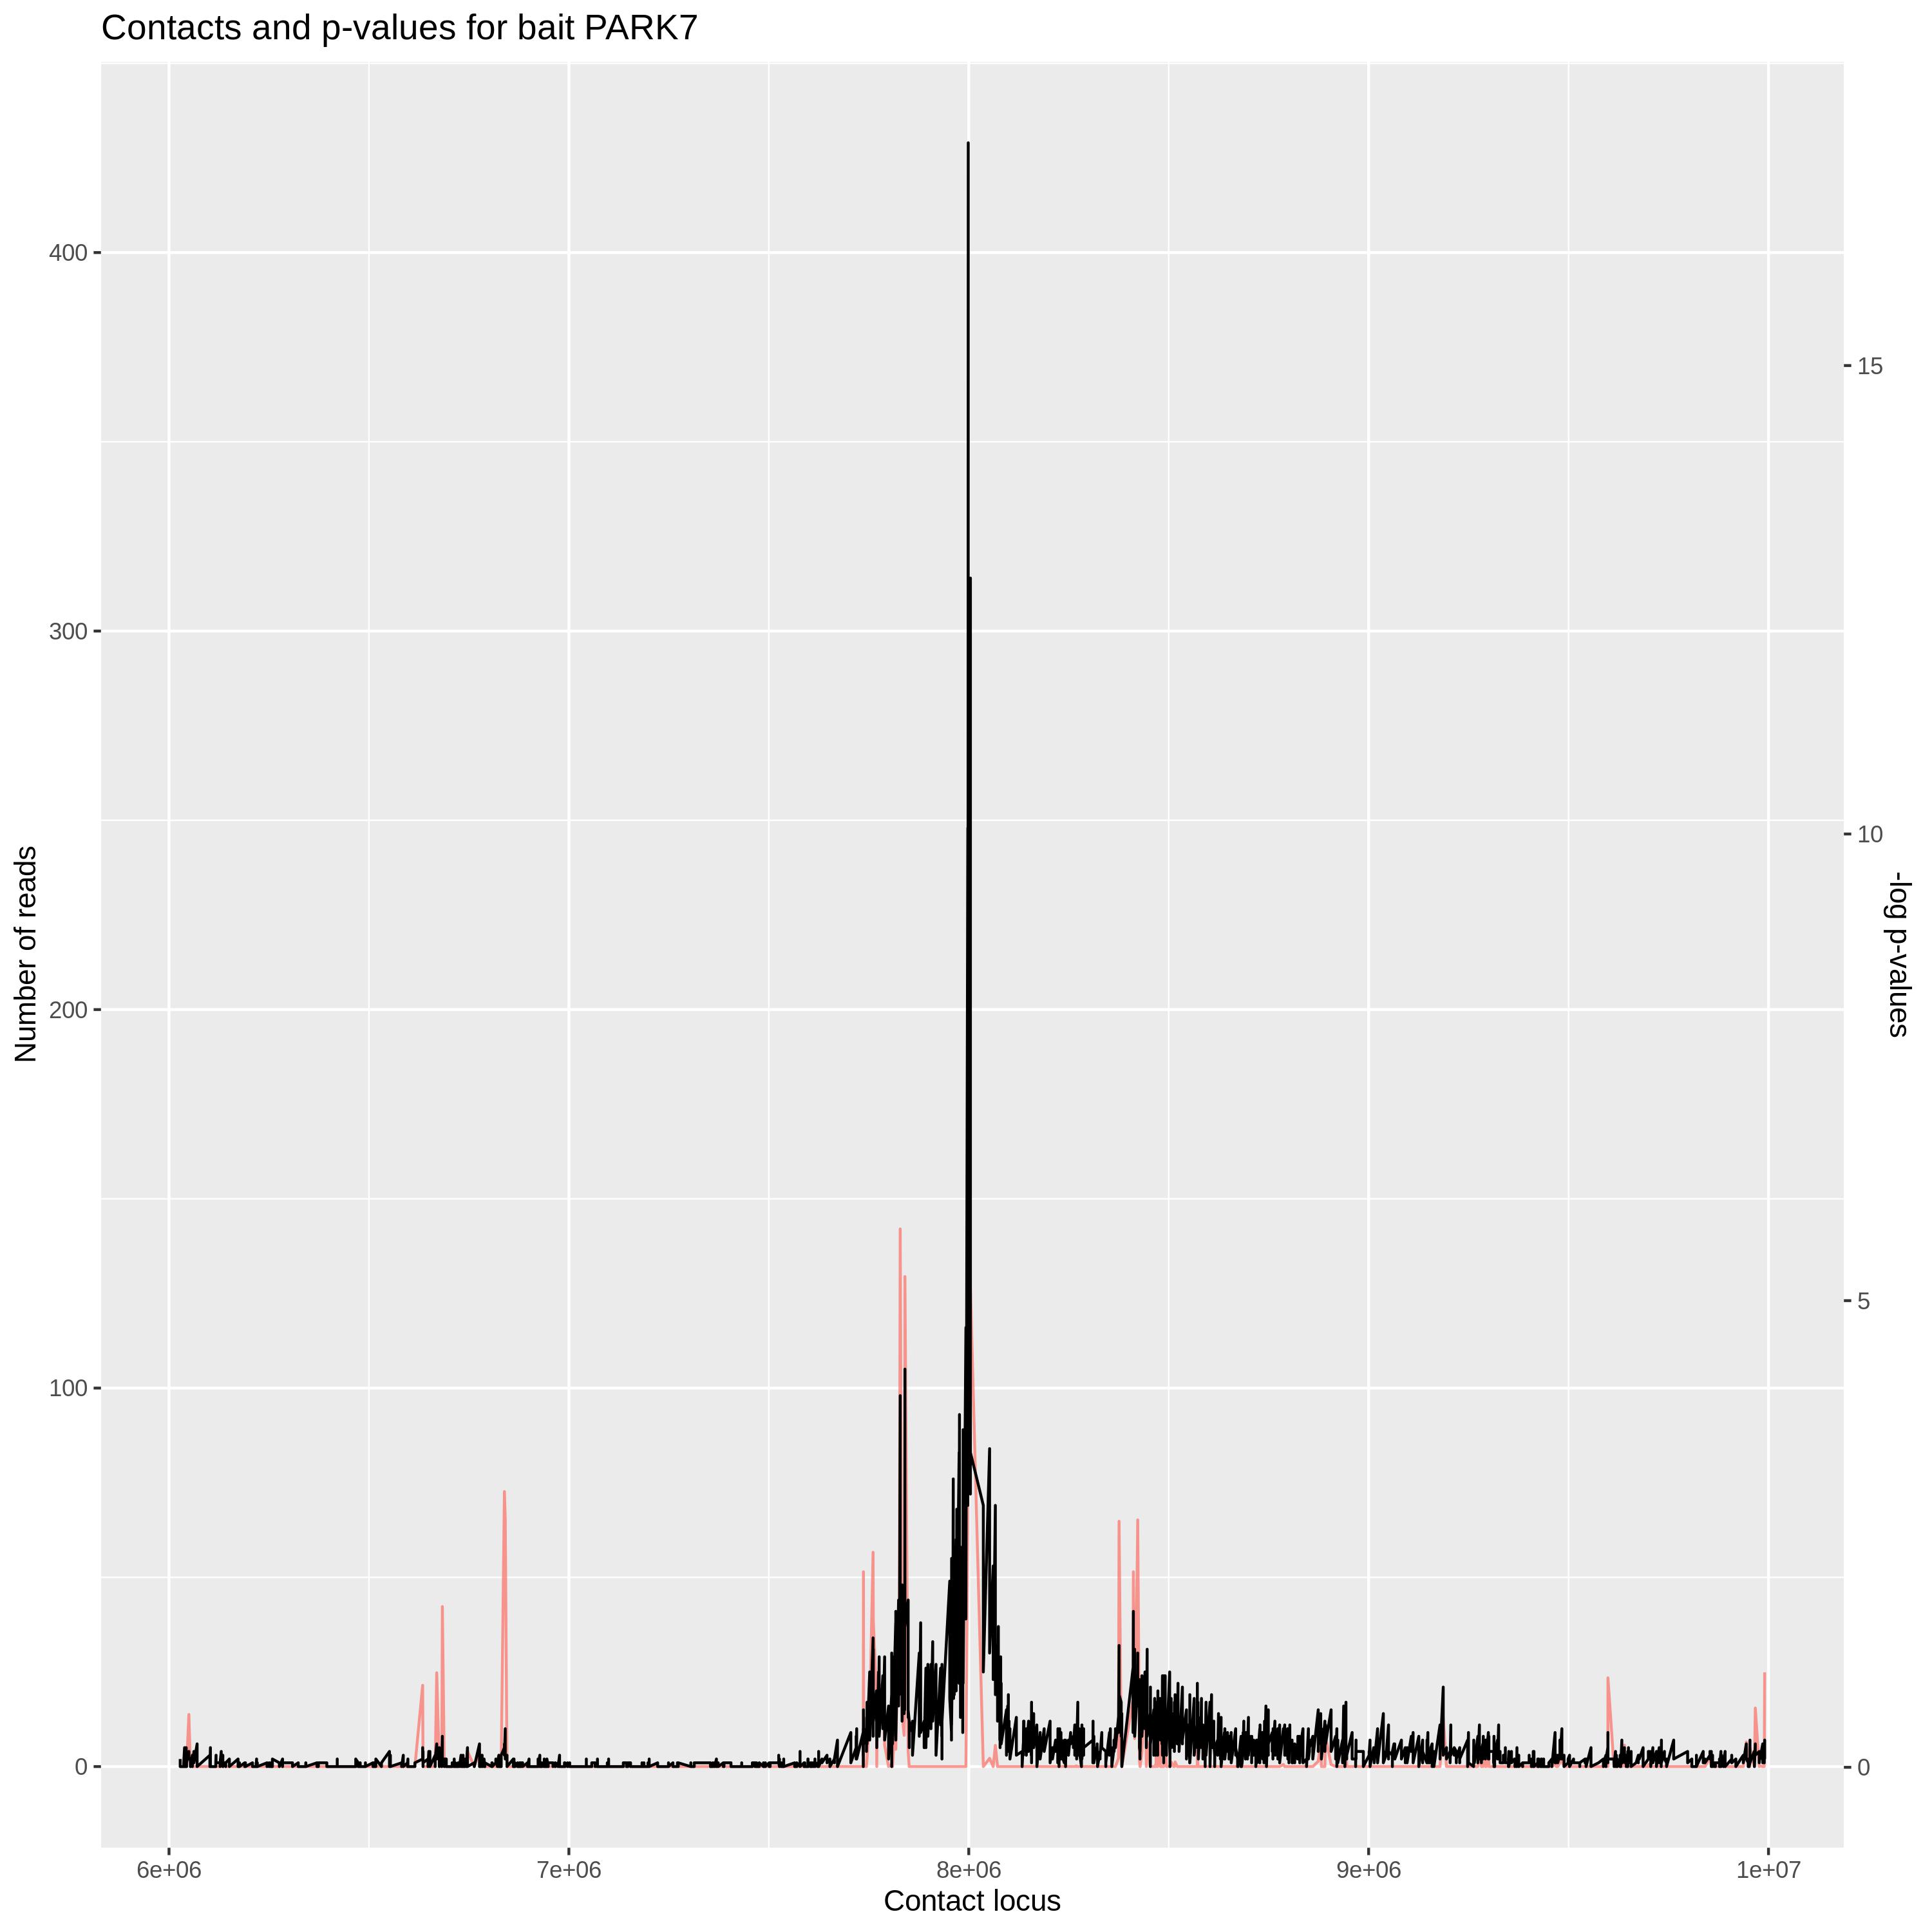 Contacts and p-values for bait PARK7
Number of reads
400
300
200
100
0
15
10
5
0
-log p-values
6e+06
7e+06
8e+06
9e+06
1e+07
Contact locus